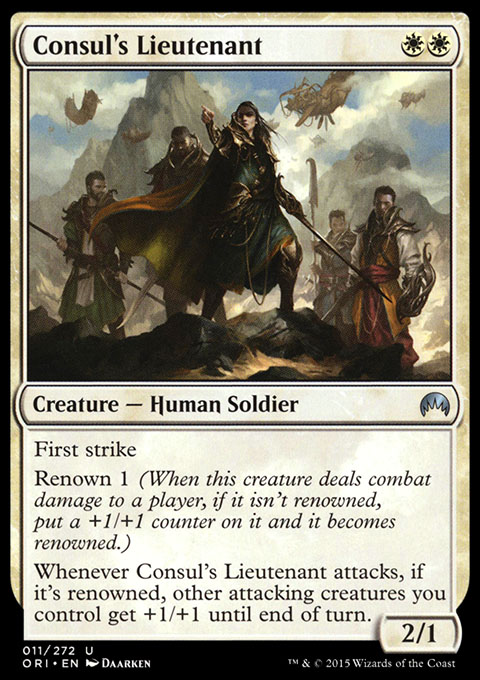 Consul's Lieutenant
Creature — Human Soldier
First strike
Renown 1 (When this creature deals combat
damage to a player, if it isn't renowned,
put a +1/+1 counter on it and it becomes
renowned.)
Whenever Consul's Lieutenant attacks, if
it's renowned, other attacking creatures you
control get +1/+1 until end of turn.
2/1
011/272 U
ORI • EN Daarken
™ & © 2015 Wizards of the Coast